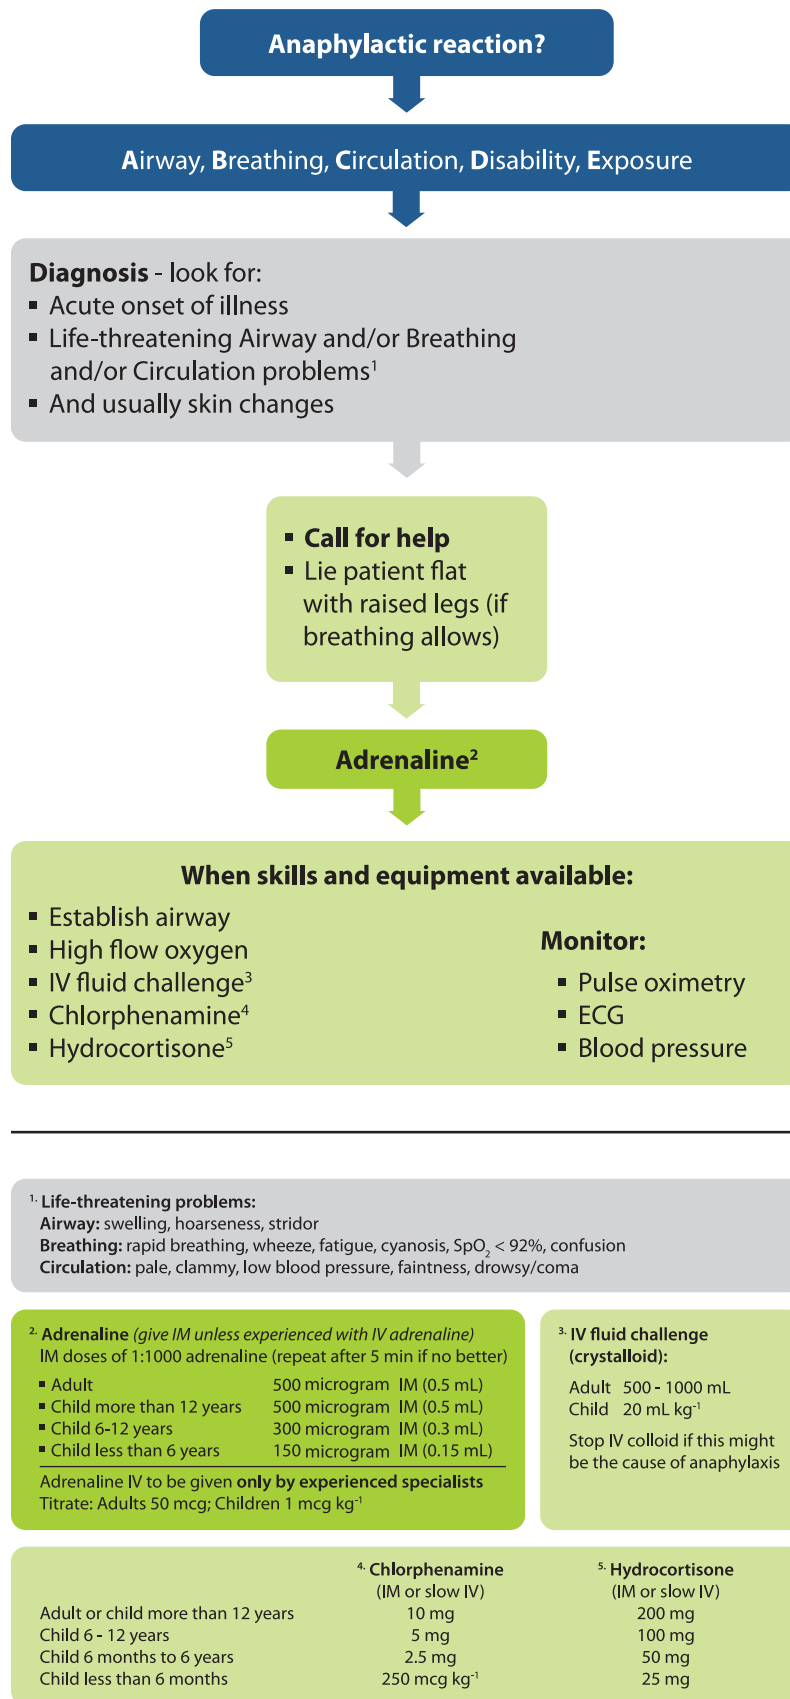 Anaphylactic reaction?
Airway, Breathing, Circulation, Disability, Exposure
Diagnosis - look for:
▪ Acute onset of illness
▪ Life-threatening Airway and/or Breathing
and/or Circulation problems¹
▪ And usually skin changes
▪ Call for help
▪ Lie patient flat
with raised legs (if
breathing allows)
Adrenaline²
When skills and equipment available:
▪ Establish airway
▪ High flow oxygen
▪ IV fluid challenge³
▪ Chlorphenamine⁴
▪ Hydrocortisone⁵
Monitor:
▪ Pulse oximetry
▪ ECG
▪ Blood pressure
¹· Life-threatening problems:
Airway: swelling, hoarseness, stridor
Breathing: rapid breathing, wheeze, fatigue, cyanosis, SpO₂ < 92%, confusion
Circulation: pale, clammy, low blood pressure, faintness, drowsy/coma
²· Adrenaline (give IM unless experienced with IV adrenaline)
IM doses of 1:1000 adrenaline (repeat after 5 min if no better)
▪ Adult 500 microgram IM (0.5 mL)
▪ Child more than 12 years 500 microgram IM (0.5 mL)
▪ Child 6-12 years 300 microgram IM (0.3 mL)
▪ Child less than 6 years 150 microgram IM (0.15 mL)
Adrenaline IV to be given only by experienced specialists
Titrate: Adults 50 mcg; Children 1 mcg kg⁻¹
³· IV fluid challenge
(crystalloid):
Adult 500 - 1000 mL
Child 20 mL kg⁻¹
Stop IV colloid if this might
be the cause of anaphylaxis
⁴· Chlorphenamine ⁵· Hydrocortisone
(IM or slow IV) (IM or slow IV)
Adult or child more than 12 years 10 mg 200 mg
Child 6 - 12 years 5 mg 100 mg
Child 6 months to 6 years 2.5 mg 50 mg
Child less than 6 months 250 mcg kg⁻¹ 25 mg